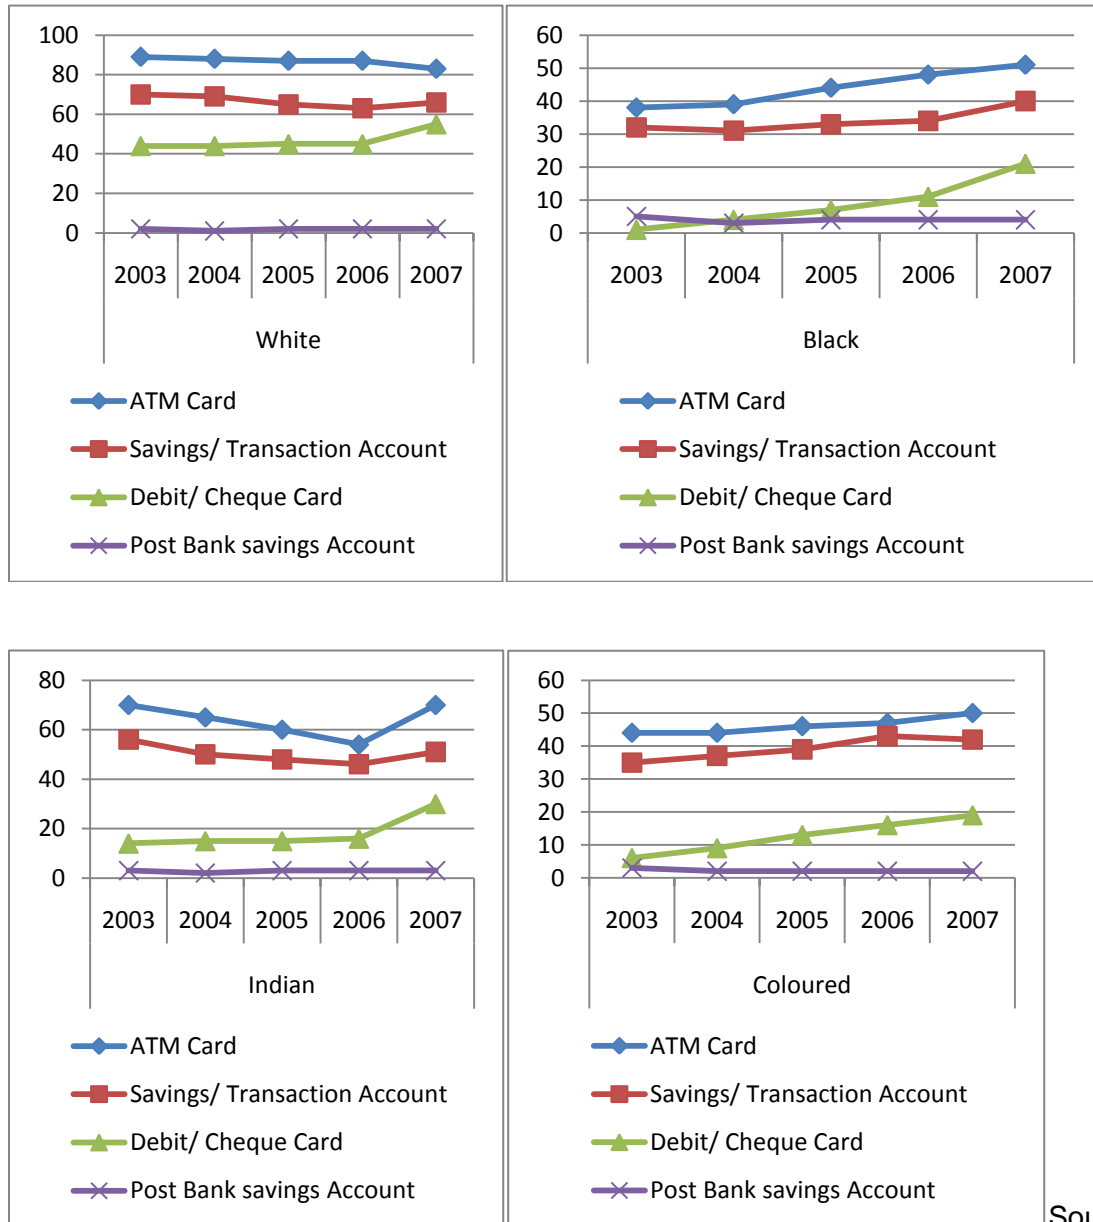 100
80
60
40
20
0
2003 2004 2005 2006 2007
White
ATM Card
Savings/ Transaction Account
Debit/ Cheque Card
Post Bank savings Account
60
50
40
30
20
10
0
2003 2004 2005 2006 2007
Black
ATM Card
Savings/ Transaction Account
Debit/ Cheque Card
Post Bank savings Account
80
60
40
20
0
2003 2004 2005 2006 2007
Indian
ATM Card
Savings/ Transaction Account
Debit/ Cheque Card
Post Bank savings Account
60
50
40
30
20
10
0
2003 2004 2005 2006 2007
Coloured
ATM Card
Savings/ Transaction Account
Debit/ Cheque Card
Post Bank savings Account